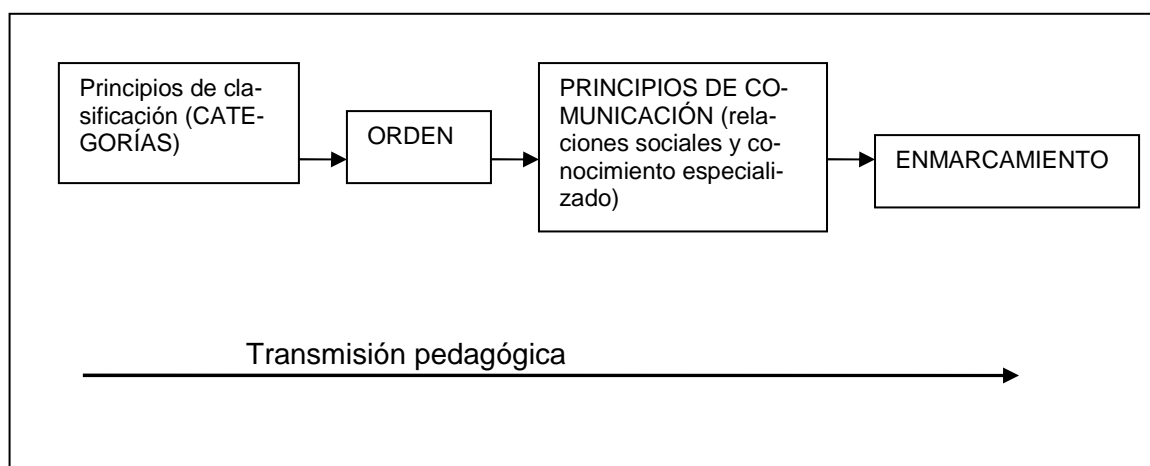 Principios de cla-
sificación (CATE-
GORÍAS)
ORDEN
PRINCIPIOS DE CO-
MUNICACIÓN (rela-
ciones sociales y co-
nocimiento especiali-
zado)
ENMARCAMIENTO
Transmisión pedagógica